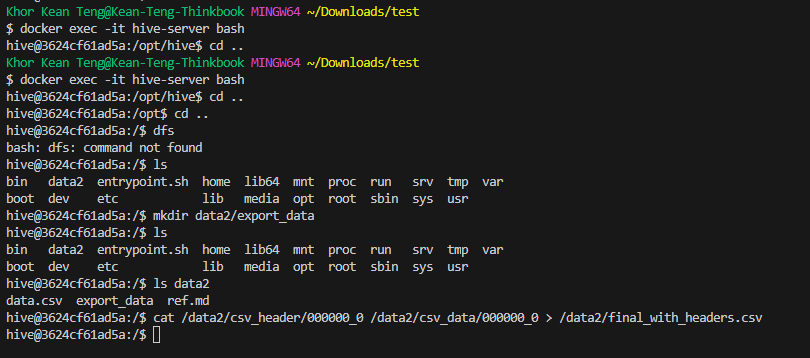 Khor Kean Teng@Kean-Teng-Thinkbook MINGW64 ~/Downloads/test
$ docker exec -it hive-server bash
hive@3624cf61ad5a:/opt/hive$ cd ..
Khor Kean Teng@Kean-Teng-Thinkbook MINGW64 ~/Downloads/test
$ docker exec -it hive-server bash
hive@3624cf61ad5a:/opt/hive$ cd ..
hive@3624cf61ad5a:/opt$ cd ..
hive@3624cf61ad5a:/$ dfs
bash: dfs: command not found
hive@3624cf61ad5a:/$ ls
bin   data2  entrypoint.sh  home  lib64  mnt  proc  run   srv  tmp  var
boot  dev    etc            lib   media  opt  root  sbin  sys  usr
hive@3624cf61ad5a:/$ mkdir data2/export_data
hive@3624cf61ad5a:/$ ls
bin   data2  entrypoint.sh  home  lib64  mnt  proc  run   srv  tmp  var
boot  dev    etc            lib   media  opt  root  sbin  sys  usr
hive@3624cf61ad5a:/$ ls data2
data.csv  export_data  ref.md
hive@3624cf61ad5a:/$ cat /data2/csv_header/000000_0 /data2/csv_data/000000_0 > /data2/final_with_headers.csv
hive@3624cf61ad5a:/$